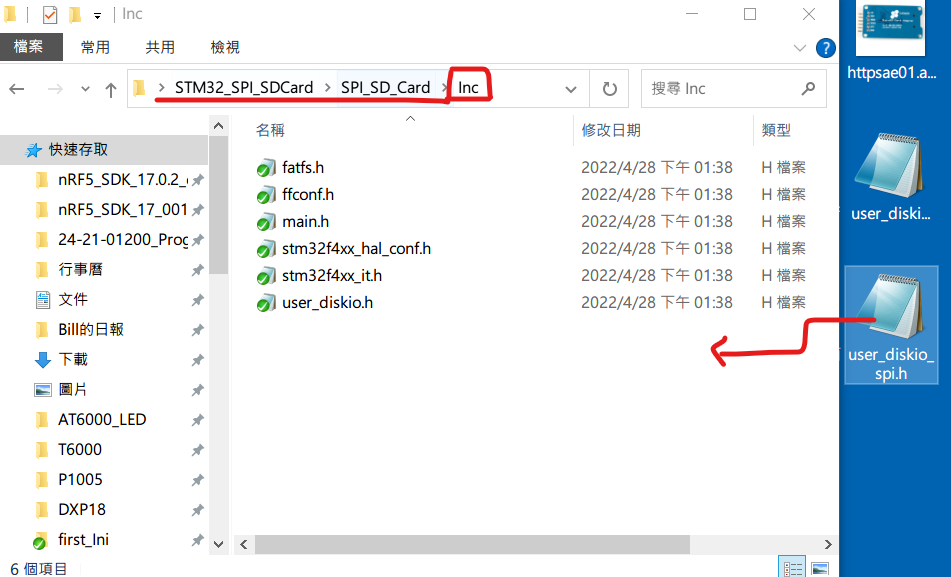 Inc
檔案 常用 共用 檢視
STM32_SPI_SDCard SPI_SD_Card Inc
搜尋 Inc
名稱 修改日期 類型
快速存取
nRF5_SDK_17.0.2_
nRF5_SDK_17_001
24-21-01200_Prog
行事曆
文件
Bill的日報
下載
圖片
AT6000_LED
T6000
P1005
DXP18
first_Ini
fatfs.h 2022/4/28 下午 01:38 H 檔案
ffconf.h 2022/4/28 下午 01:38 H 檔案
main.h 2022/4/28 下午 01:38 H 檔案
stm32f4xx_hal_conf.h 2022/4/28 下午 01:38 H 檔案
stm32f4xx_it.h 2022/4/28 下午 01:38 H 檔案
user_diskio.h 2022/4/28 下午 01:38 H 檔案
6 個項目
httpsae01.a...
user_diski...
user_diskio_
spi.h